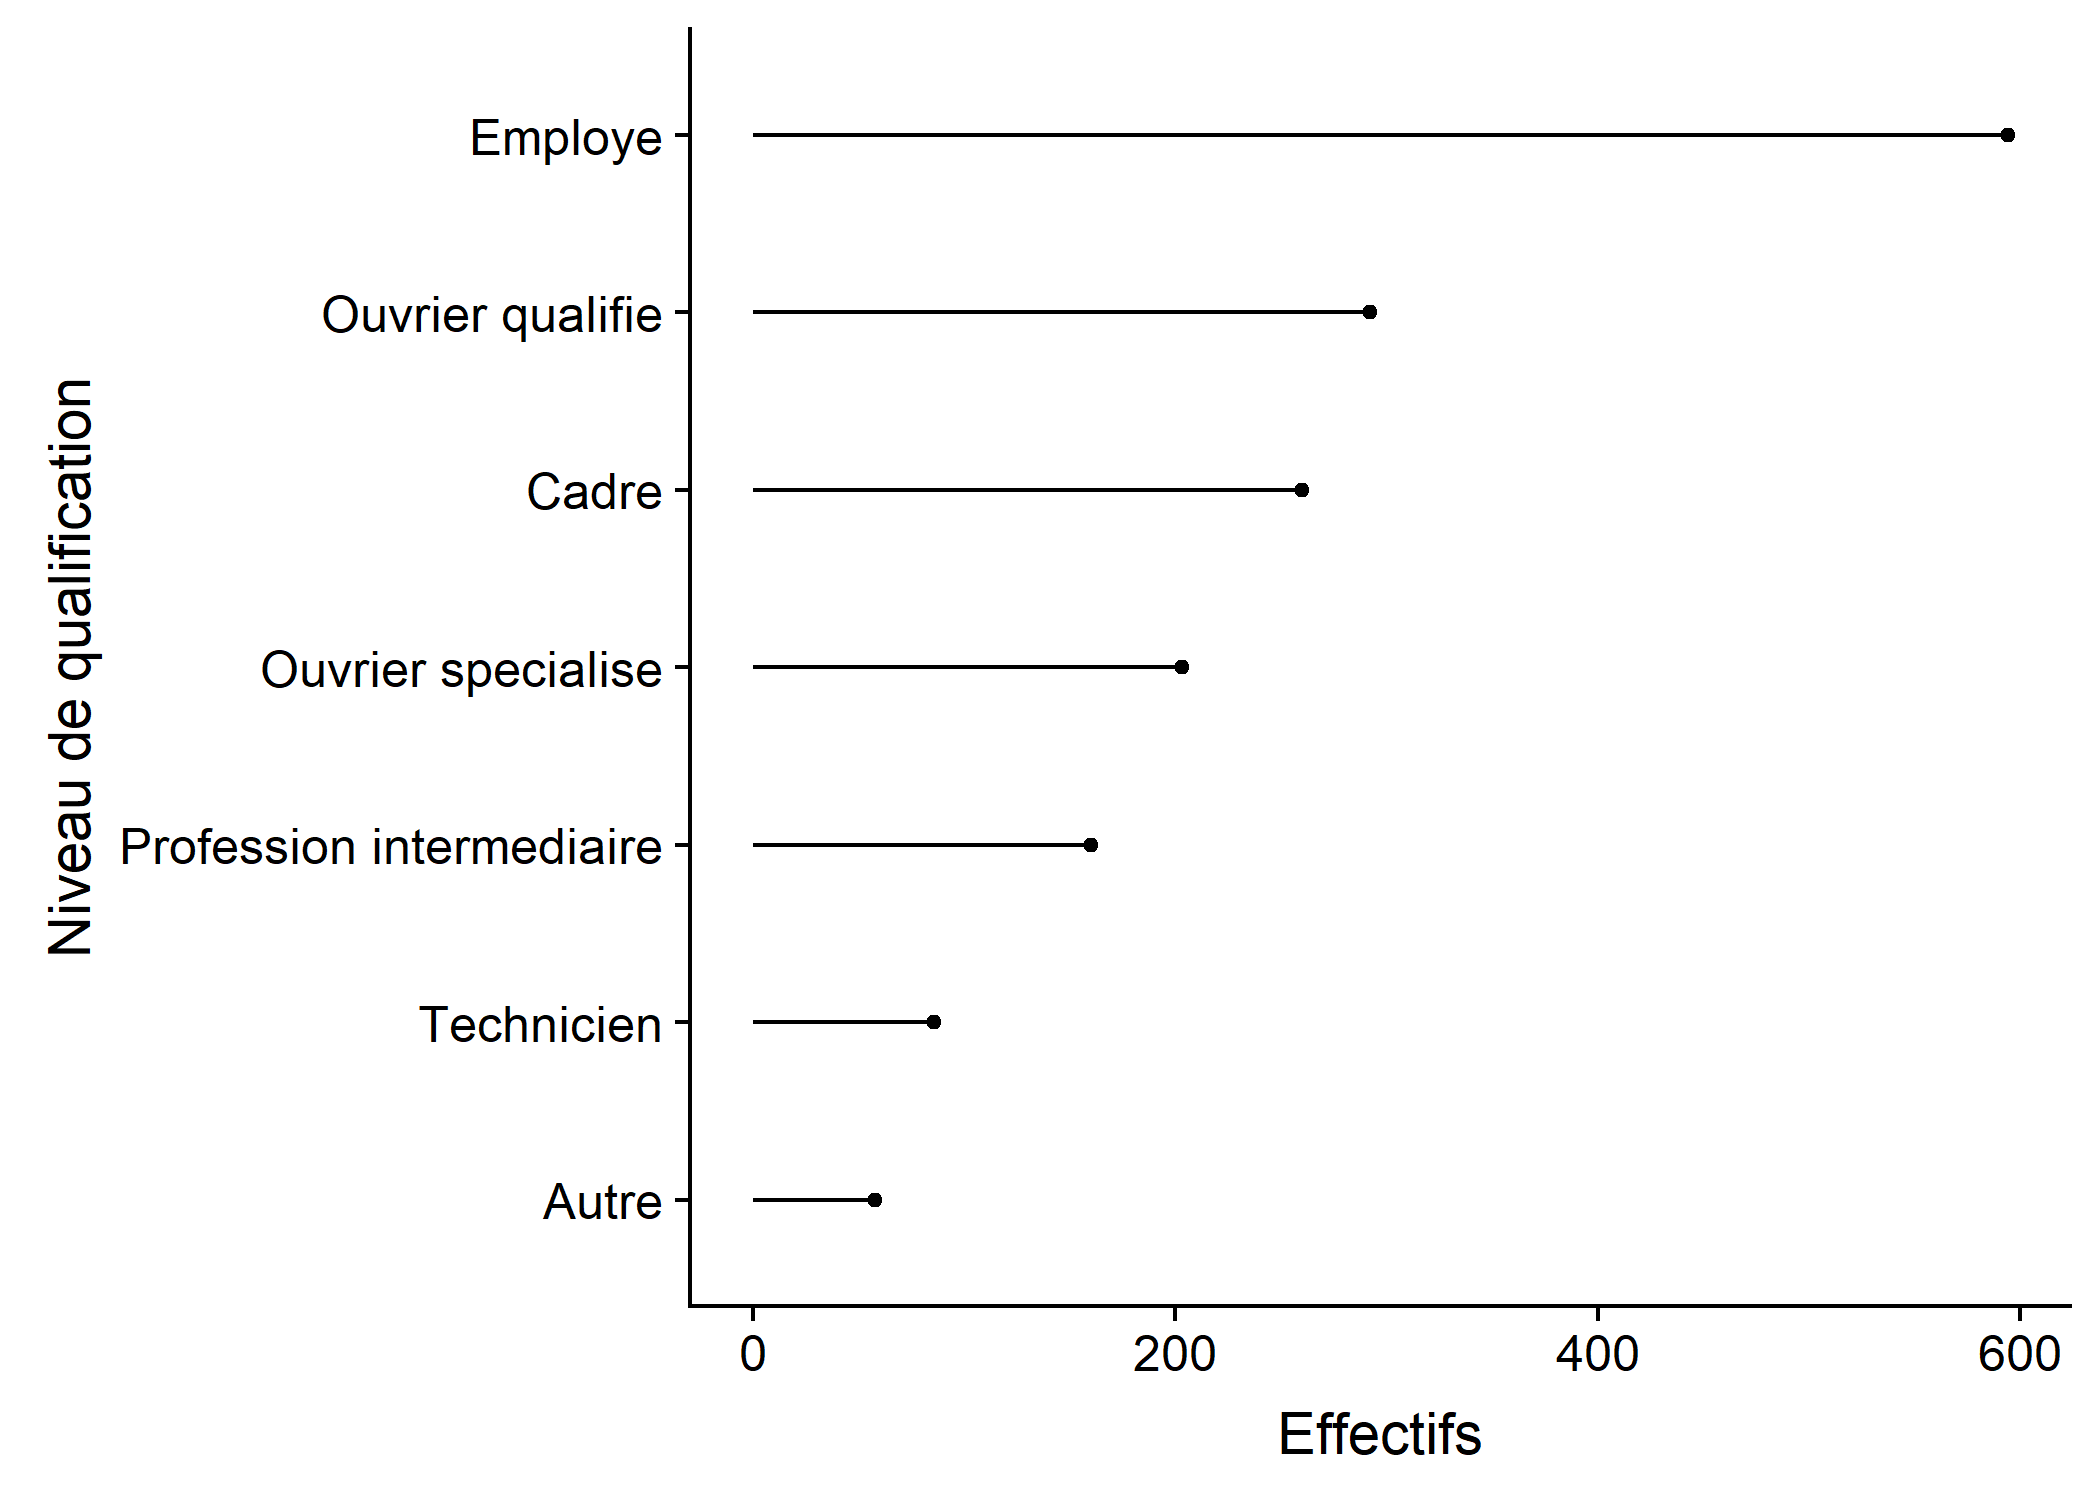 Niveau de qualification
Employe
Ouvrier qualifie
Cadre
Ouvrier specialise
Profession intermediaire
Technicien
Autre
0 200 400 600
Effectifs